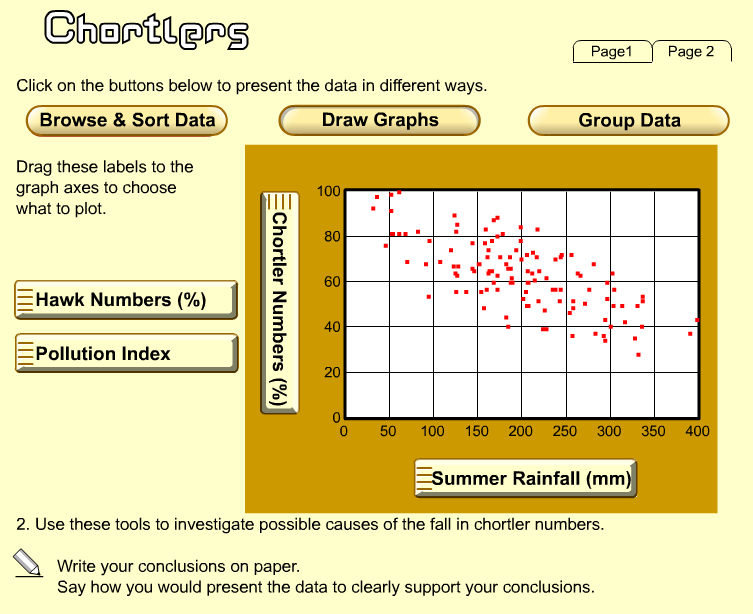 Chortlers
Page1
Page 2
Click on the buttons below to present the data in different ways.
Browse & Sort Data
Draw Graphs
Group Data
Drag these labels to the
graph axes to choose
what to plot.
Hawk Numbers (%)
Pollution Index
Chortler Numbers (%)
100
80
60
40
20
0
0 50 100 150 200 250 300 350 400
Summer Rainfall (mm)
2. Use these tools to investigate possible causes of the fall in chortler numbers.
Write your conclusions on paper.
Say how you would present the data to clearly support your conclusions.